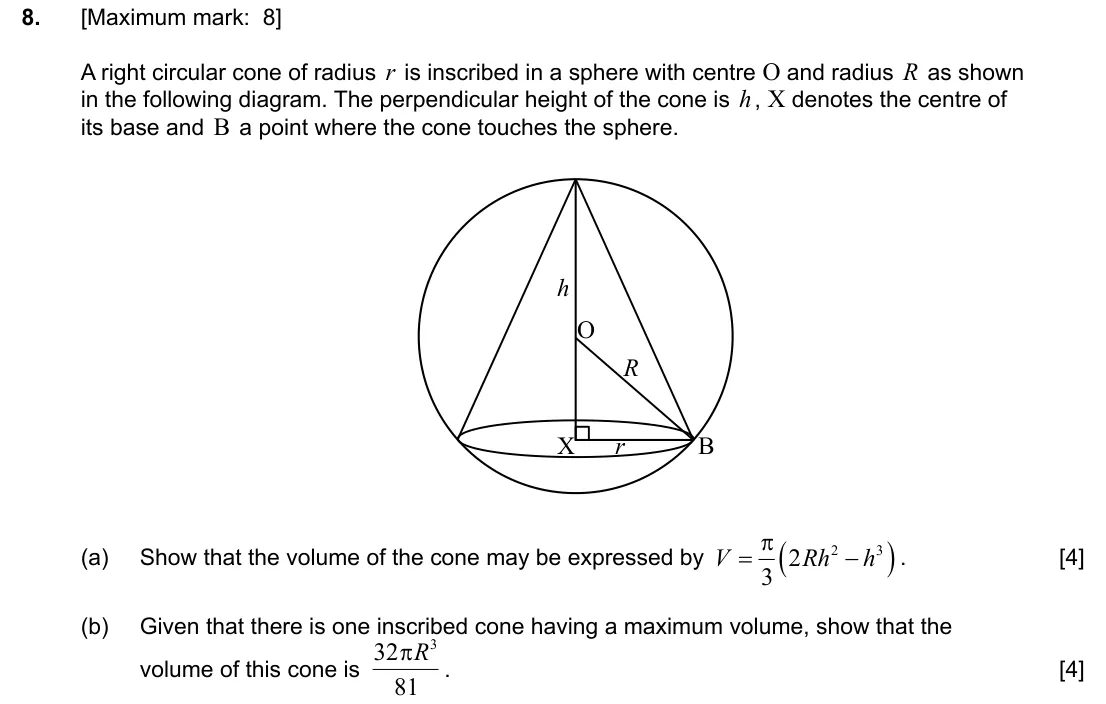 8. [Maximum mark: 8]
A right circular cone of radius r is inscribed in a sphere with centre O and radius R as shown
in the following diagram. The perpendicular height of the cone is h, X denotes the centre of
its base and B a point where the cone touches the sphere.
h
O
R
X
r
B
(a) Show that the volume of the cone may be expressed by V = π/3 (2Rh² − h³). [4]
(b) Given that there is one inscribed cone having a maximum volume, show that the
volume of this cone is 32πR³/81. [4]